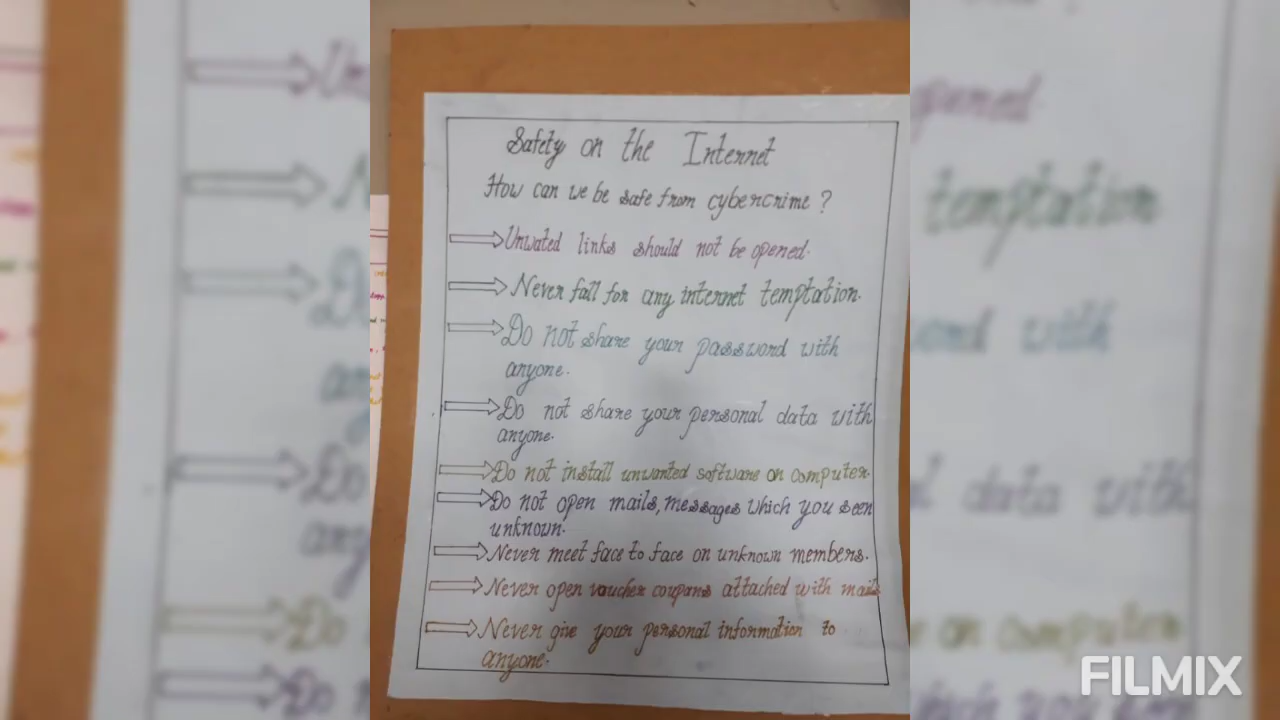 Safety on the Internet
How can we be safe from cybercrime ?
Unwated links should not be opened.
Never fall for any internet temptation.
Do not share your password with
anyone.
Do not share your personal data with
anyone.
Do not install unwanted software on computer.
Do not open mails, messages which you seen
unknown.
Never meet face to face on unknown members.
Never open voucher coupans attached with mails
Never give your personal information to
anyone.
FILMIX